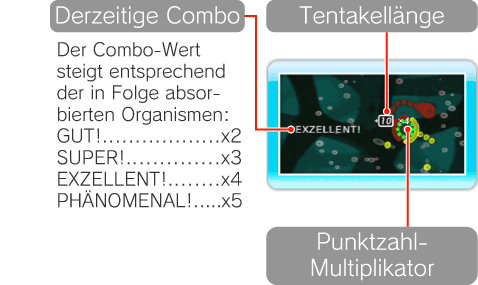 Derzeitige Combo
Tentakellänge
Der Combo-Wert
steigt entsprechend
der in Folge absor-
bierten Organismen:
GUT!..................x2
SUPER!..............x3
EXZELLENT!........x4
PHÄNOMENAL!.....x5
EXZELLENT!
+10 x4
Punktzahl-
Multiplikator